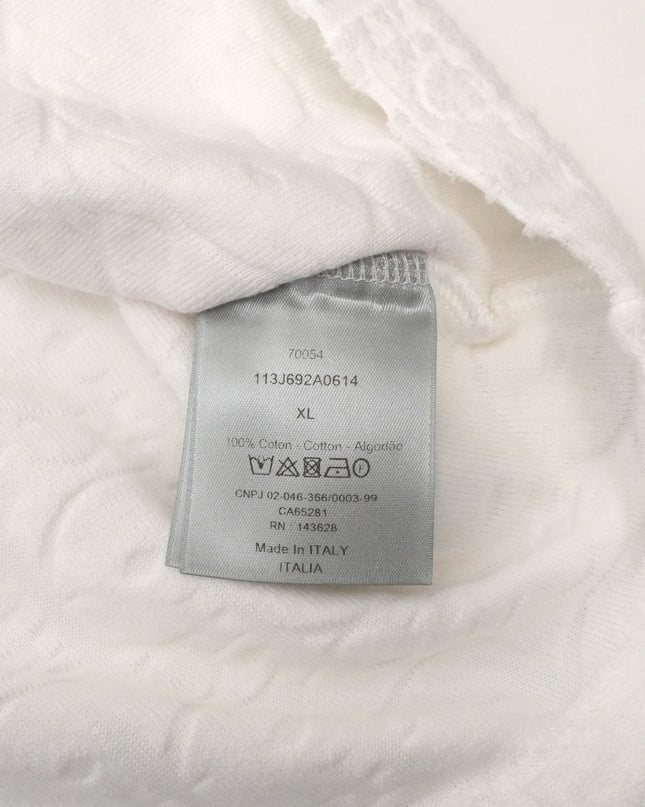 70054
113J692A0614
XL
100% Coton - Cotton - Algodão
CNPJ 02-046-366/0003-99
CA65281
RN : 143628
Made In ITALY
ITALIA